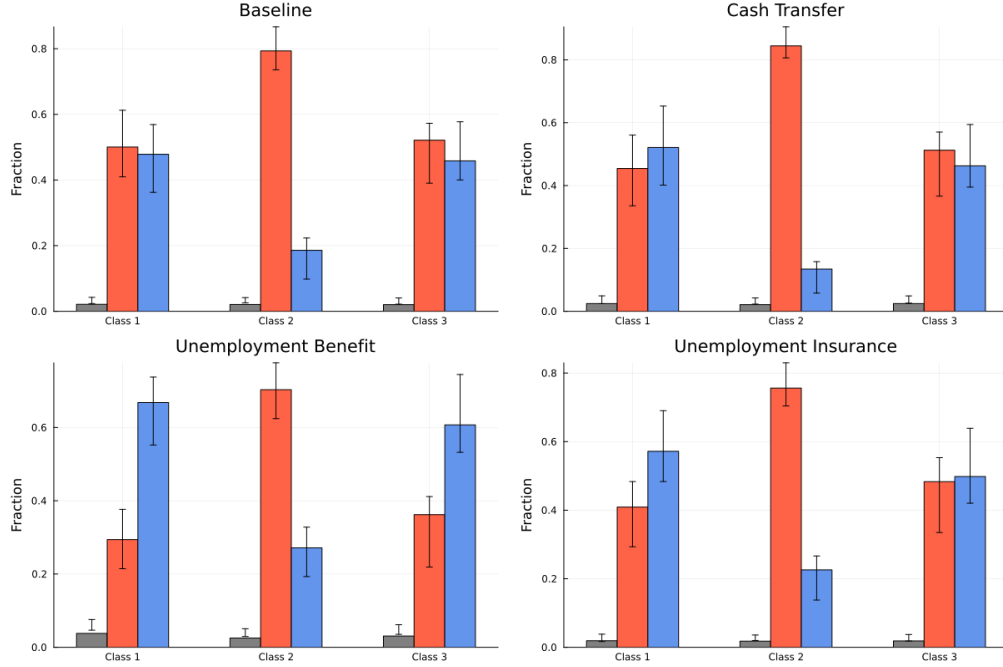 Baseline
Fraction
0.8
0.6
0.4
0.2
0.0
Class 1
Class 2
Class 3
Cash Transfer
Fraction
0.8
0.6
0.4
0.2
0.0
Class 1
Class 2
Class 3
Unemployment Benefit
Fraction
0.6
0.4
0.2
0.0
Class 1
Class 2
Class 3
Unemployment Insurance
Fraction
0.8
0.6
0.4
0.2
0.0
Class 1
Class 2
Class 3